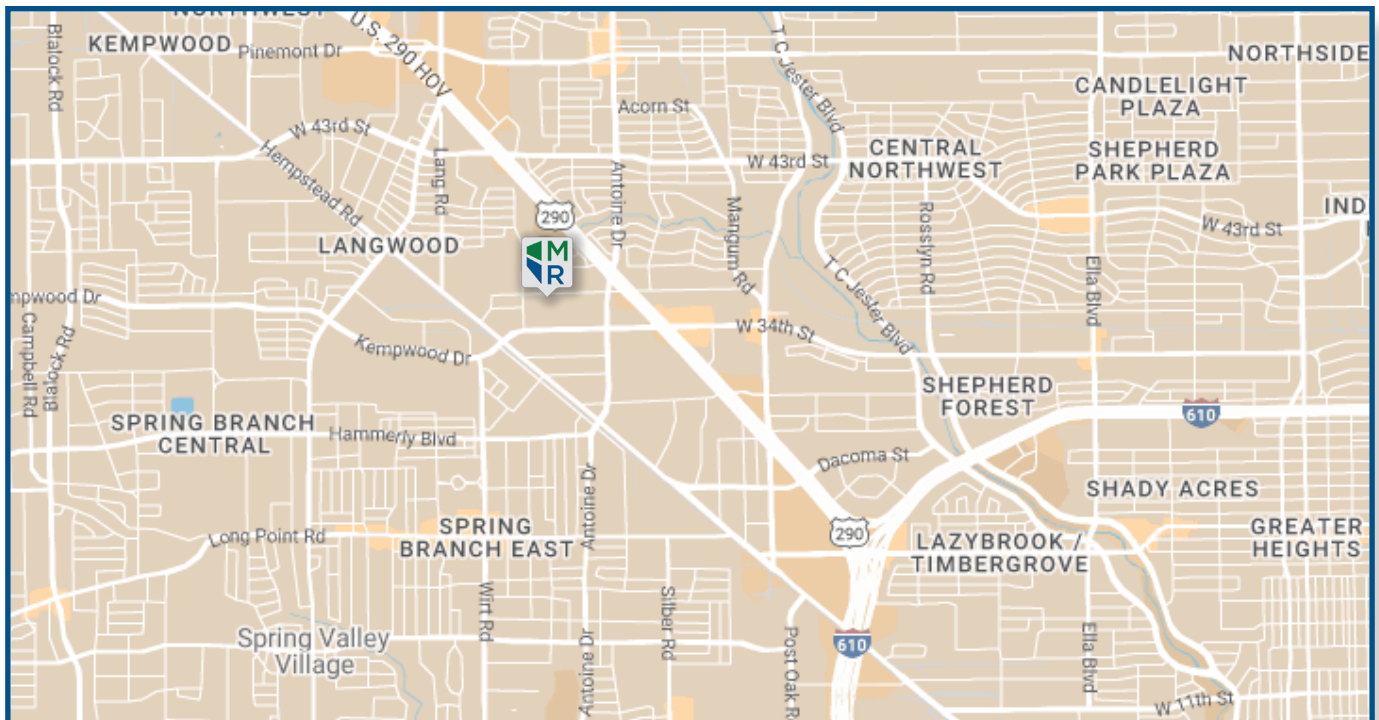 NORTHWEST
KEMPWOOD
Pinemont Dr
U.S. 290 HOV
T C Jester Blvd
NORTHSIDE
Blalock Rd
CANDLELIGHT
PLAZA
Acorn St
W 43rd St
Hempstead Rd
Lang Rd
Antoine Dr
W 43rd St
CENTRAL
NORTHWEST
SHEPHERD
PARK PLAZA
IND
290
Mangum Rd
Rosslyn Rd
W 43rd St
LANGWOOD
M
R
T C Jester Blvd
Ella Blvd
mpwood Dr
Campbell Rd
Blalock Rd
Kempwood Dr
W 34th St
SHEPHERD
FOREST
610
SPRING BRANCH
CENTRAL
Hammerly Blvd
Dacoma St
Antoine Dr
SHADY ACRES
Long Point Rd
SPRING
BRANCH EAST
290
LAZYBROOK /
TIMBERGROVE
GREATER
HEIGHTS
Wirt Rd
Silber Rd
Spring Valley
Village
Antoine Dr
Post Oak R
610
Ella Blvd
W 11th St